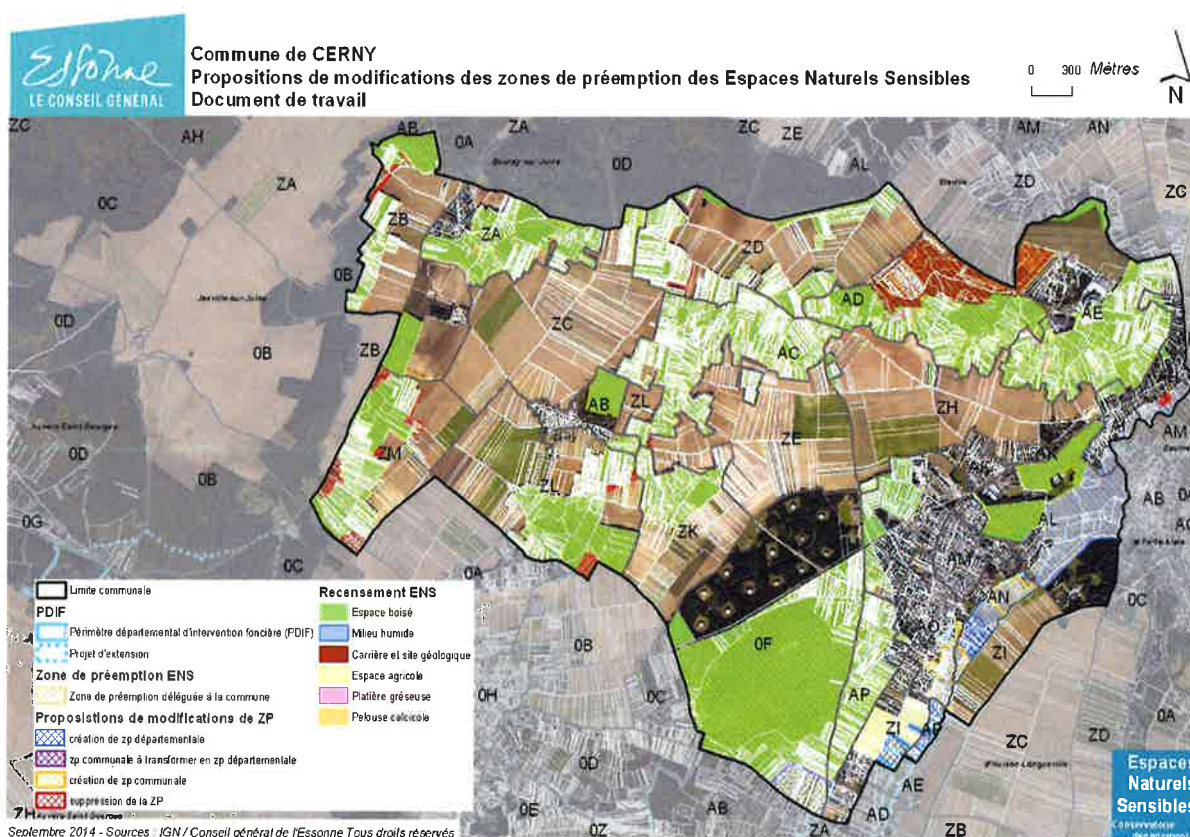 Essonne
LE CONSEIL GÉNÉRAL
Commune de CERNY
Propositions de modifications des zones de préemption des Espaces Naturels Sensibles
Document de travail
0 300 Mètres
N
ZC
AH
AB
0A
ZA
ZC
ZE
AM
AN
0D
AL
ZD
ZG
ZA
0C
ZB
ZA
ZD
0B
AD
AE
0D
0B
ZB
ZC
AC
AB
ZL
ZH
ZE
AM
0D
ZM
0B
ZL
AB
0G
ZK
AL
0C
0A
AM
AN
0C
0B
0F
ZI
0H
0C
AP
ZI
0A
ZC
ZD
0D
AE
0E
AB
AD
0Z
ZA
ZB
ZH
Limite communale
PDIF
Périmètre départemental d'intervention foncière (PDIF)
Projet d'extension
Zone de préemption ENS
Zone de préemption déléguée à la commune
Proposistions de modifications de ZP
création de zp départementale
zp communale à transformer en zp départementale
création de zp communale
suppression de la ZP
Recensement ENS
Espace boisé
Milieu humide
Carrière et site géologique
Espace agricole
Platière gréseuse
Pelouse calcicole
Espaces
Naturels
Sensibles
Septembre 2014 - Sources : IGN / Conseil général de l'Essonne Tous droits réservés